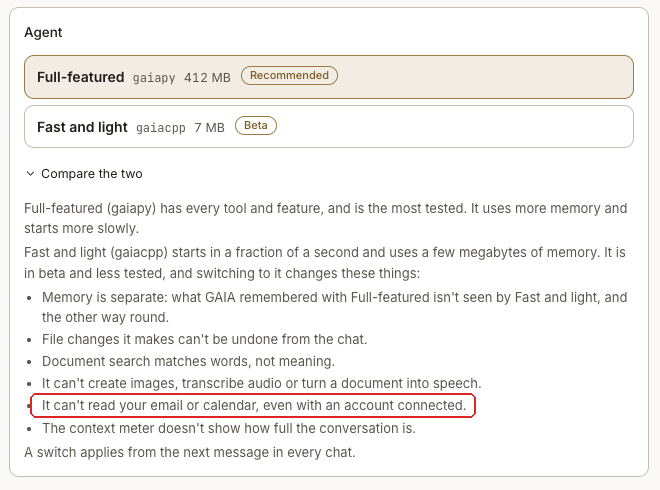 Agent
Full-featured gaiapy 412 MB Recommended
Fast and light gaiacpp 7 MB Beta
Compare the two
Full-featured (gaiapy) has every tool and feature, and is the most tested. It uses more memory and
starts more slowly.
Fast and light (gaiacpp) starts in a fraction of a second and uses a few megabytes of memory. It is
in beta and less tested, and switching to it changes these things:
• Memory is separate: what GAIA remembered with Full-featured isn't seen by Fast and light, and
the other way round.
• File changes it makes can't be undone from the chat.
• Document search matches words, not meaning.
• It can't create images, transcribe audio or turn a document into speech.
• It can't read your email or calendar, even with an account connected.
• The context meter doesn't show how full the conversation is.
A switch applies from the next message in every chat.